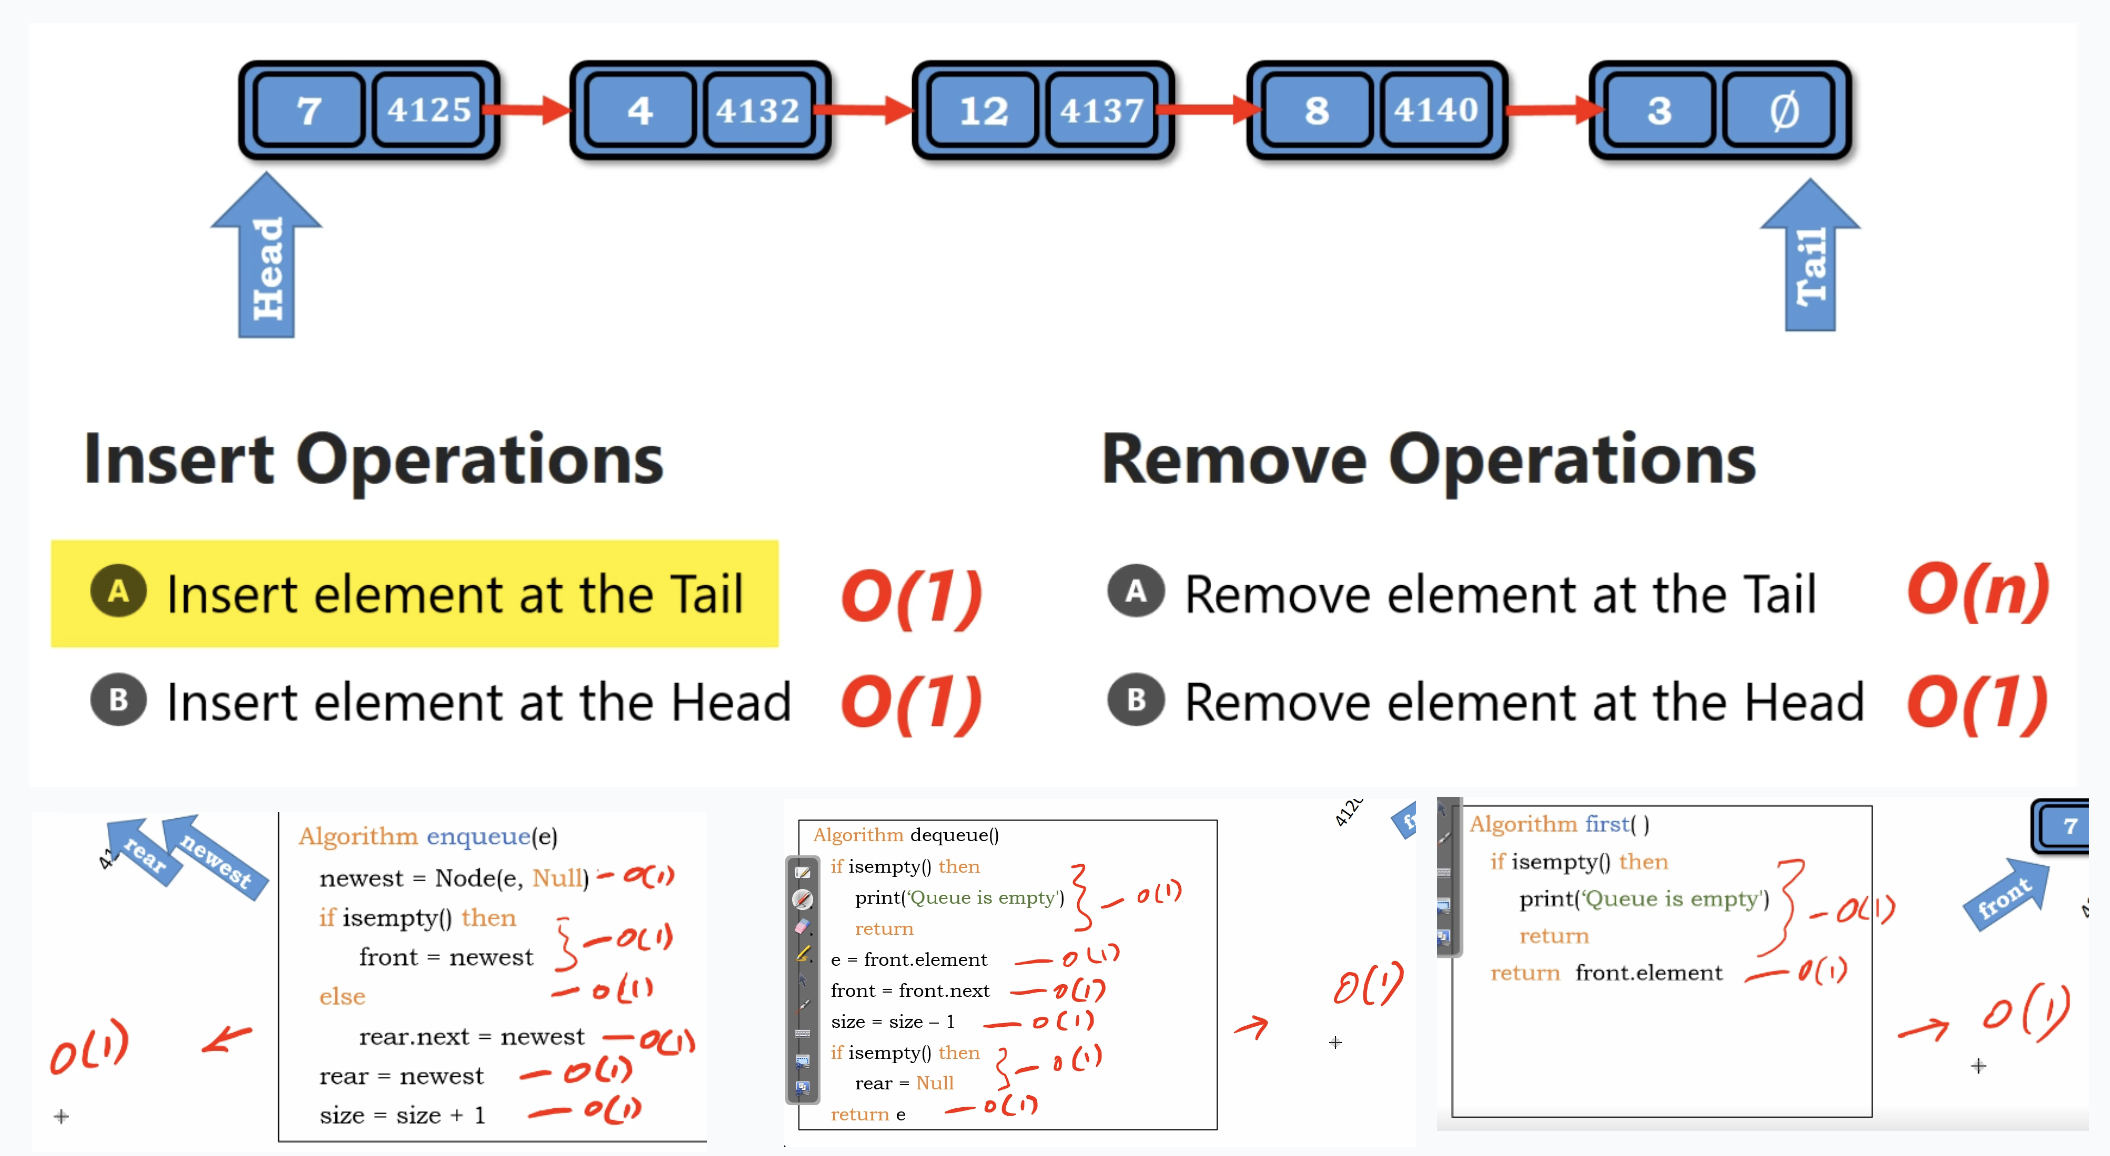 7 4125 4 4132 12 4137 8 4140 3 Ø
Head
Tail
Insert Operations
A Insert element at the Tail O(1)
B Insert element at the Head O(1)
Remove Operations
A Remove element at the Tail O(n)
B Remove element at the Head O(1)
rear
newest
Algorithm enqueue(e)
newest = Node(e, Null) - O(1)
if isempty() then
front = newest - O(1)
else - O(1)
rear.next = newest - O(1)
rear = newest - O(1)
size = size + 1 - O(1)
O(1)
Algorithm dequeue()
if isempty() then
print('Queue is empty') - O(1)
return
e = front.element - O(1)
front = front.next - O(1)
size = size – 1 - O(1)
if isempty() then - O(1)
rear = Null
return e - O(1)
O(1)
Algorithm first( )
if isempty() then
print('Queue is empty') - O(1)
return
return front.element - O(1)
7
front
O(1)